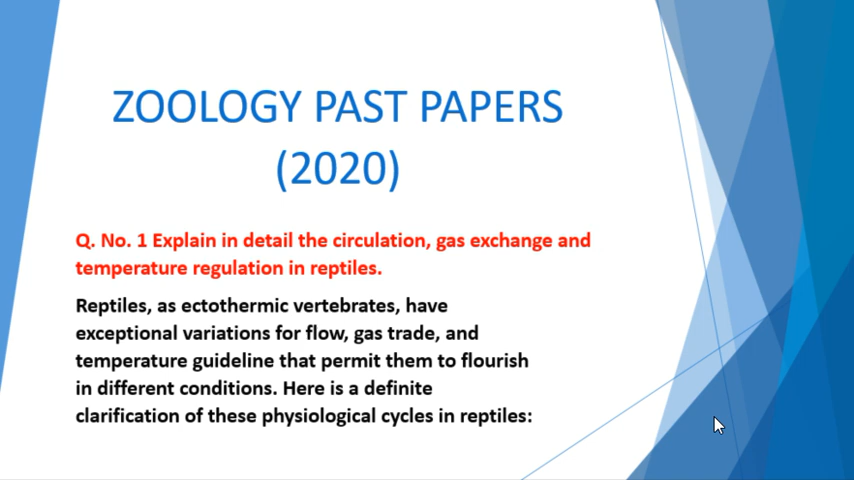 ZOOLOGY PAST PAPERS
(2020)
Q. No. 1 Explain in detail the circulation, gas exchange and
temperature regulation in reptiles.
Reptiles, as ectothermic vertebrates, have
exceptional variations for flow, gas trade, and
temperature guideline that permit them to flourish
in different conditions. Here is a definite
clarification of these physiological cycles in reptiles: